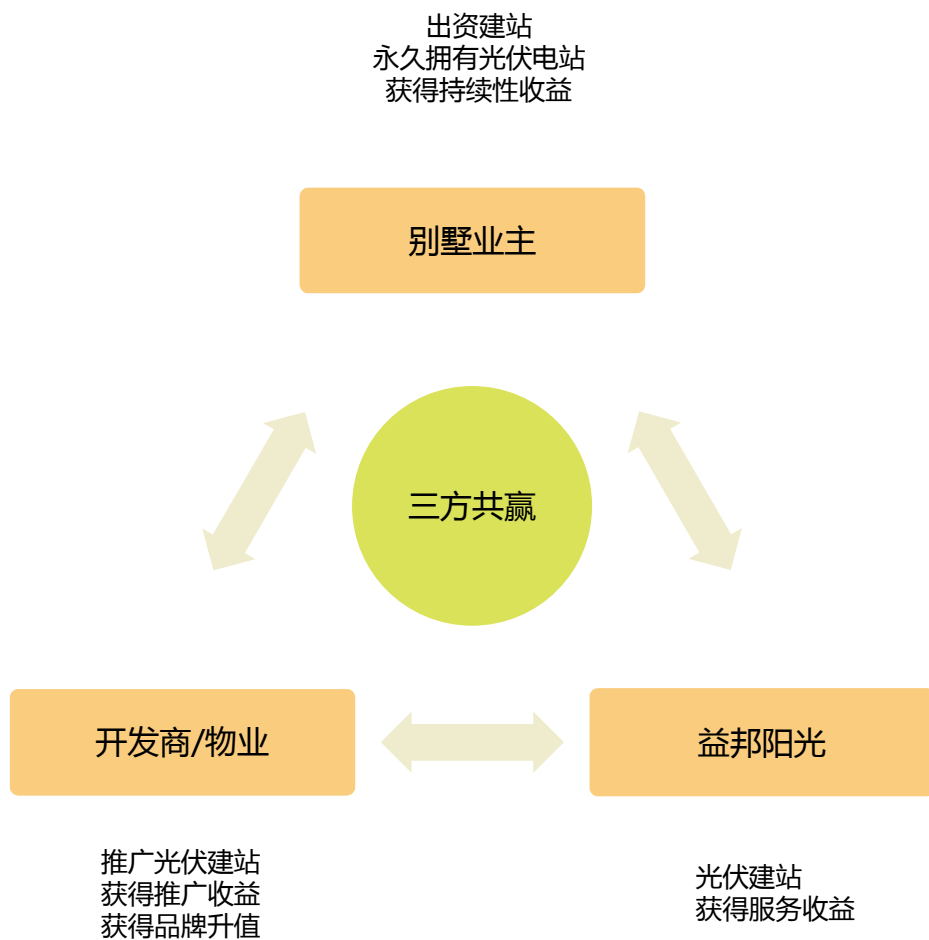 出资建站
永久拥有光伏电站
获得持续性收益
别墅业主
三方共赢
开发商/物业
益邦阳光
推广光伏建站
获得推广收益
获得品牌升值
光伏建站
获得服务收益